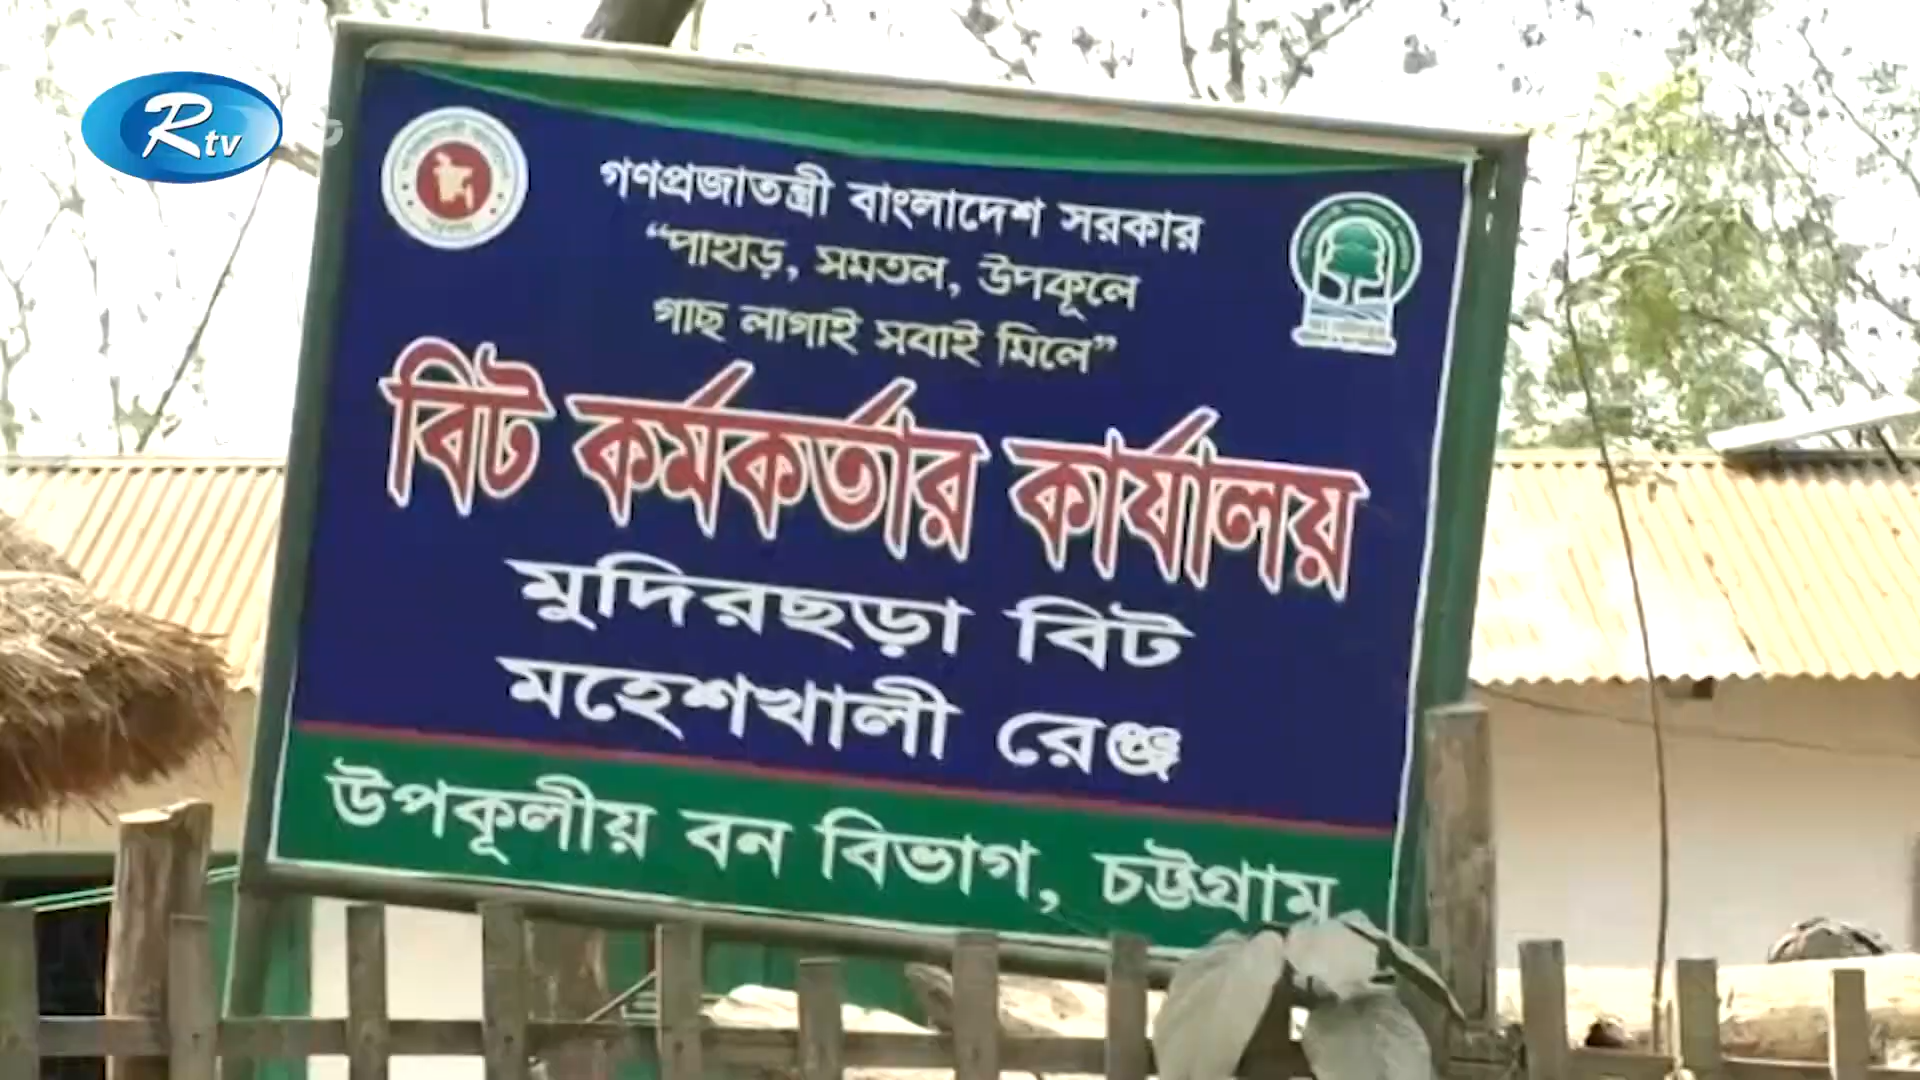 Rtv
গণপ্রজাতন্ত্রী বাংলাদেশ সরকার
“পাহাড়, সমতল, উপকূলে
গাছ লাগাই সবাই মিলে”
বিট কর্মকর্তার কার্যালয়
মুদিরছড়া বিট
মহেশখালী রেঞ্জ
উপকূলীয় বন বিভাগ, চট্টগ্রাম